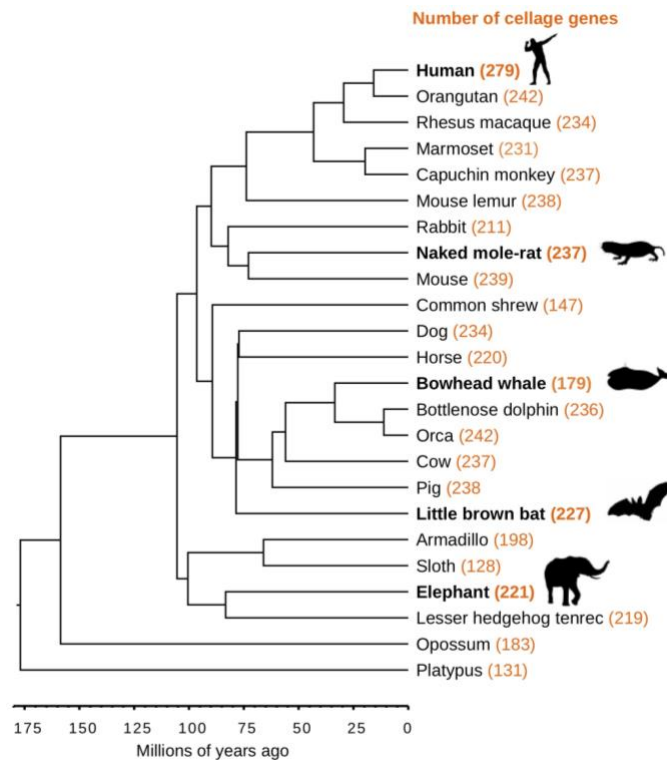 Number of cellage genes
Human (279)
Orangutan (242)
Rhesus macaque (234)
Marmoset (231)
Capuchin monkey (237)
Mouse lemur (238)
Rabbit (211)
Naked mole-rat (237)
Mouse (239)
Common shrew (147)
Dog (234)
Horse (220)
Bowhead whale (179)
Bottlenose dolphin (236)
Orca (242)
Cow (237)
Pig (238
Little brown bat (227)
Armadillo (198)
Sloth (128)
Elephant (221)
Lesser hedgehog tenrec (219)
Opossum (183)
Platypus (131)
175 150 125 100 75 50 25 0
Millions of years ago